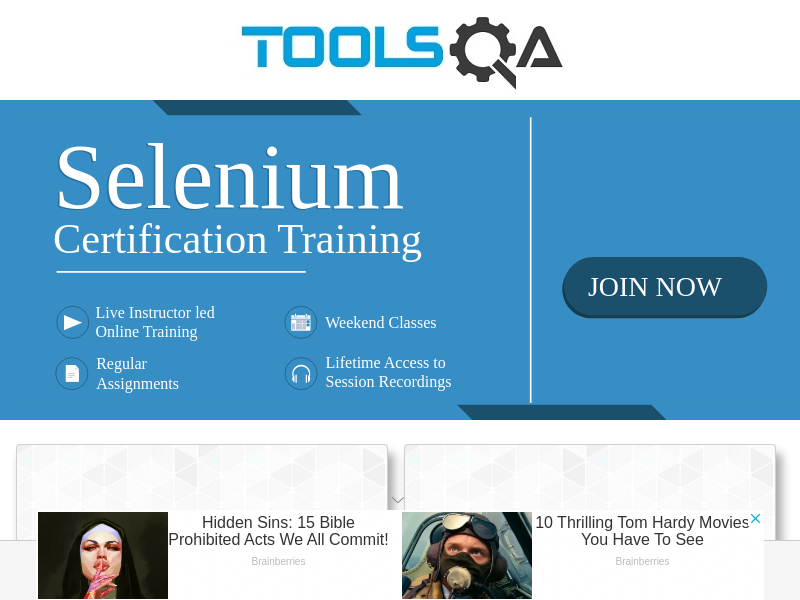 TOOLSQA
Selenium
Certification Training
JOIN NOW
Live Instructor led
Online Training
Weekend Classes
Regular
Assignments
Lifetime Access to
Session Recordings
Hidden Sins: 15 Bible
Prohibited Acts We All Commit!
Brainberries
10 Thrilling Tom Hardy Movies
You Have To See
Brainberries